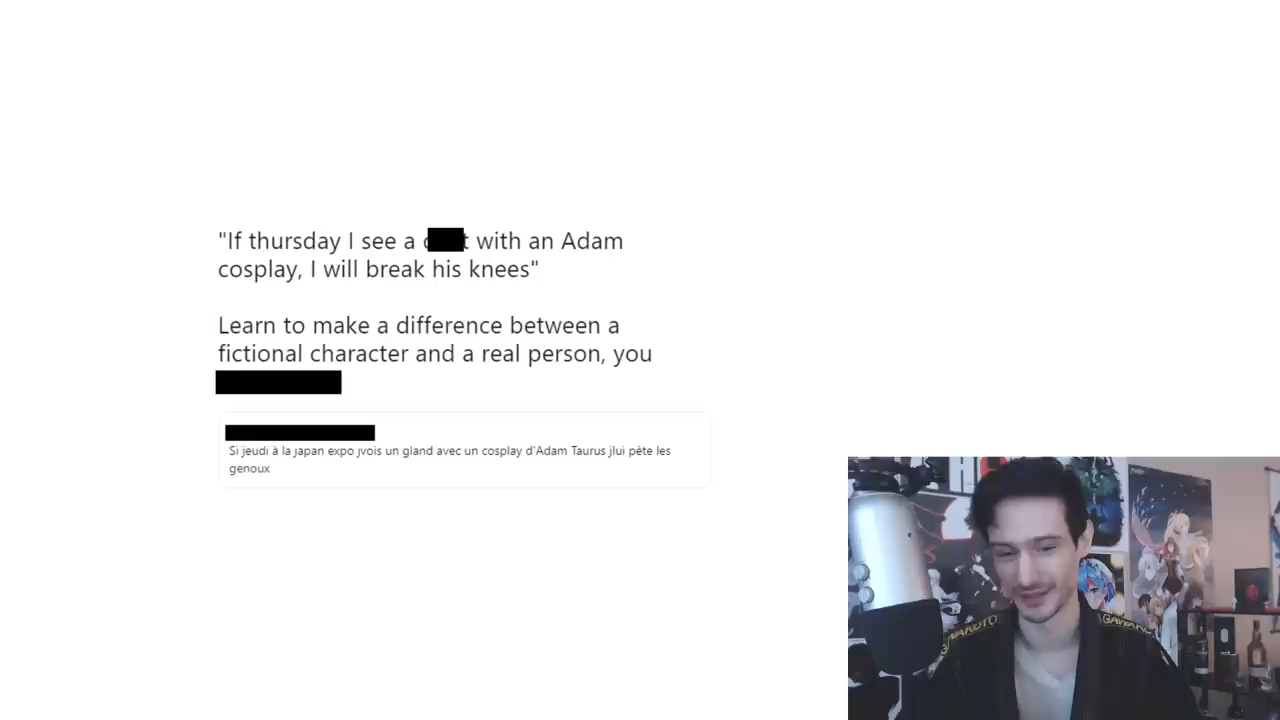 "If thursday I see a with an Adam
cosplay, I will break his knees"
Learn to make a difference between a
fictional character and a real person, you
Si jeudi à la japan expo jvois un gland avec un cosplay d'Adam Taurus jlui pète les
genoux